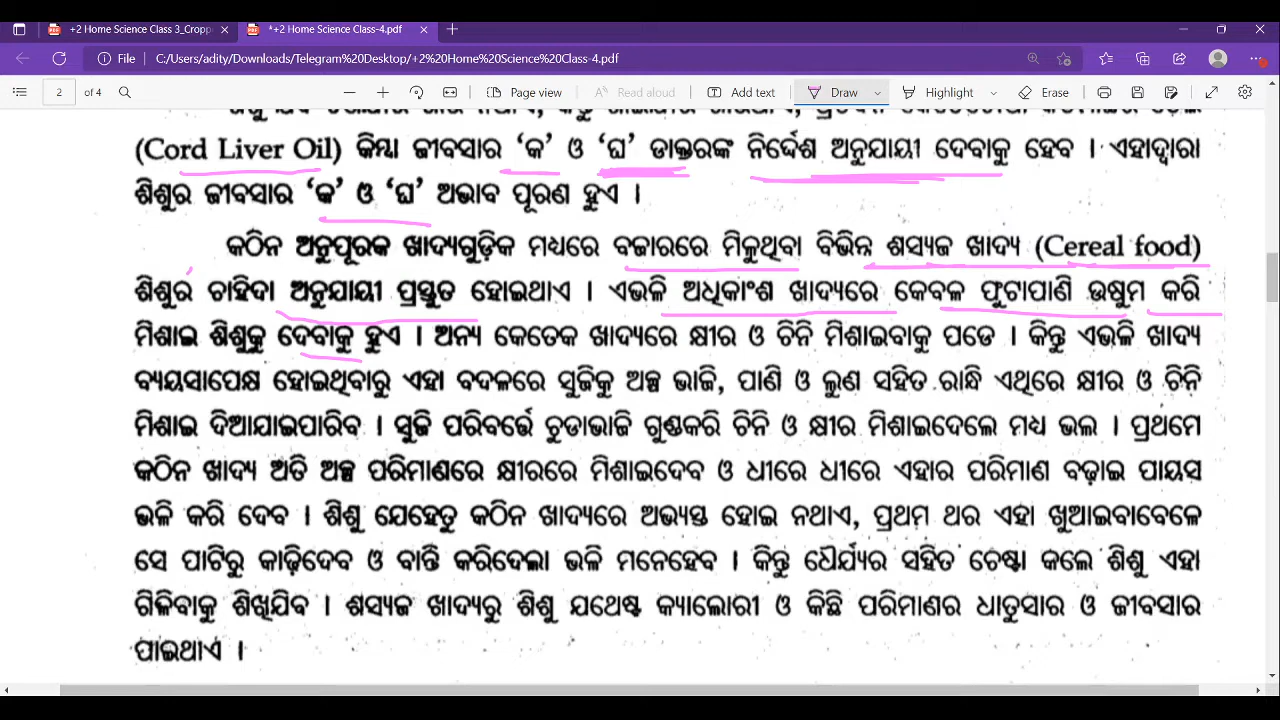 +2 Home Science Class 3_Cropp
*+2 Home Science Class-4.pdf
File
C:/Users/adity/Downloads/Telegram%20Desktop/+2%20Home%20Science%20Class-4.pdf
2 of 4
Page view
Read aloud
Add text
Draw
Highlight
Erase
(Cord Liver Oil) କିମ୍ବା ଜୀବସାର ‘କ’ ଓ ‘ଘ’ ଡାକ୍ତରଙ୍କ ନିର୍ଦ୍ଦେଶ ଅନୁଯାୟୀ ଦେବାକୁ ହେବ । ଏହାଦ୍ୱାରା
ଶିଶୁର ଜୀବସାର ‘କ’ ଓ ‘ଘ’ ଅଭାବ ପୂରଣ ହୁଏ ।
କଠିନ ଅନୁପୂରକ ଖାଦ୍ୟଗୁଡ଼ିକ ମଧ୍ୟରେ ବଜାରରେ ମିଳୁଥିବା ବିଭିନ୍ନ ଶସ୍ୟଜ ଖାଦ୍ୟ (Cereal food)
ଶିଶୁର ଚାହିଦା ଅନୁଯାୟୀ ପ୍ରସ୍ତୁତ ହୋଇଥାଏ । ଏଭଳି ଅଧିକାଂଶ ଖାଦ୍ୟରେ କେବଳ ଫୁଟାପାଣି ଉଷୁମ କରି
ମିଶାଇ ଶିଶୁକୁ ଦେବାକୁ ହୁଏ । ଅନ୍ୟ କେତେକ ଖାଦ୍ୟରେ କ୍ଷୀର ଓ ଚିନି ମିଶାଇବାକୁ ପଡେ । କିନ୍ତୁ ଏଭଳି ଖାଦ୍ୟ
ବ୍ୟୟସାପେକ୍ଷ ହୋଇଥିବାରୁ ଏହା ବଦଳରେ ସୁଜିକୁ ଅଳ୍ପ ଭାଜି, ପାଣି ଓ ଲୁଣ ସହିତ ରାନ୍ଧି ଏଥିରେ କ୍ଷୀର ଓ ଚିନି
ମିଶାଇ ଦିଆଯାଇପାରିବ । ସୁଜି ପରିବର୍ତ୍ତେ ଚୁଡାଭାଜି ଗୁଣ୍ଡକରି ଚିନି ଓ କ୍ଷୀର ମିଶାଇଦେଲେ ମଧ୍ୟ ଭଲ । ପ୍ରଥମେ
କଠିନ ଖାଦ୍ୟ ଅତି ଅଳ୍ପ ପରିମାଣରେ କ୍ଷୀରରେ ମିଶାଇଦେବ ଓ ଧୀରେ ଧୀରେ ଏହାର ପରିମାଣ ବଢ଼ାଇ ପାୟସ
ଭଳି କରି ଦେବ । ଶିଶୁ ଯେହେତୁ କଠିନ ଖାଦ୍ୟରେ ଅଭ୍ୟସ୍ତ ହୋଇ ନଥାଏ, ପ୍ରଥମ ଥର ଏହା ଖୁଆଇବାବେଳେ
ସେ ପାଟିରୁ କାଢ଼ିଦେବ ଓ ବାନ୍ତି କରିଦେଲା ଭଳି ମନେହେବ । କିନ୍ତୁ ଧୈର୍ଯ୍ୟର ସହିତ ଚେଷ୍ଟା କଲେ ଶିଶୁ ଏହା
ଗିଳିବାକୁ ଶିଖିଯିବ । ଶସ୍ୟଜ ଖାଦ୍ୟରୁ ଶିଶୁ ଯଥେଷ୍ଟ କ୍ୟାଲୋରୀ ଓ କିଛି ପରିମାଣର ଧାତୁସାର ଓ ଜୀବସାର
ପାଇଥାଏ ।